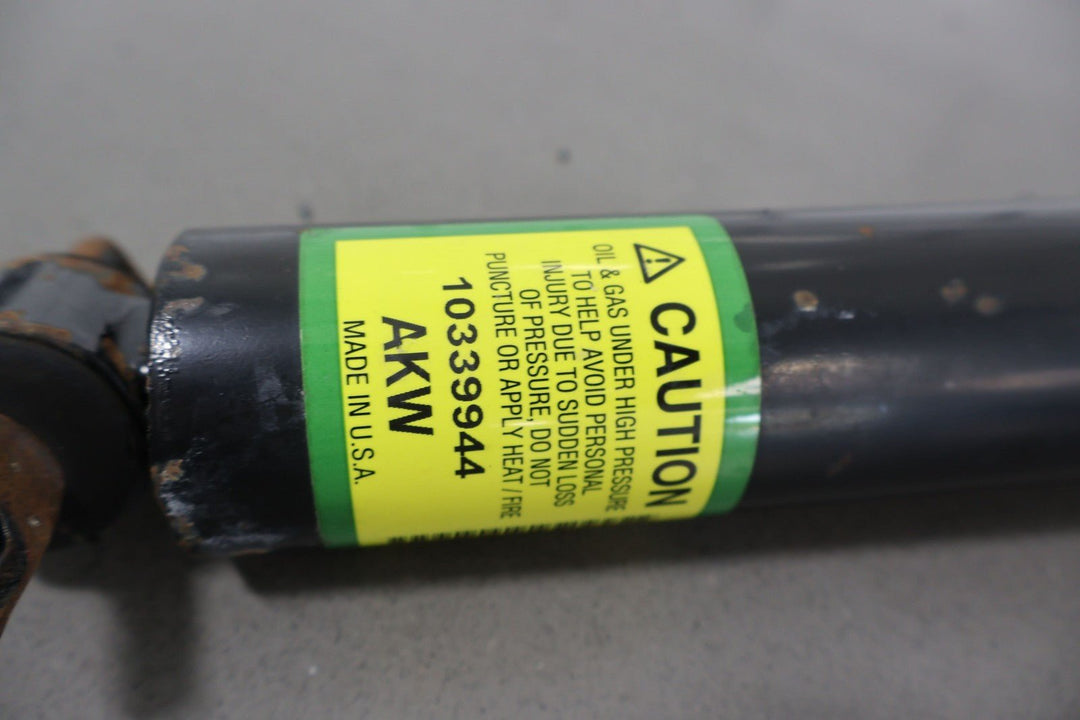 ⚠ CAUTION
OIL & GAS UNDER HIGH PRESSURE
TO HELP AVOID PERSONAL
INJURY DUE TO SUDDEN LOSS
OF PRESSURE, DO NOT
PUNCTURE OR APPLY HEAT / FIRE
10339944
AKW
MADE IN U.S.A.